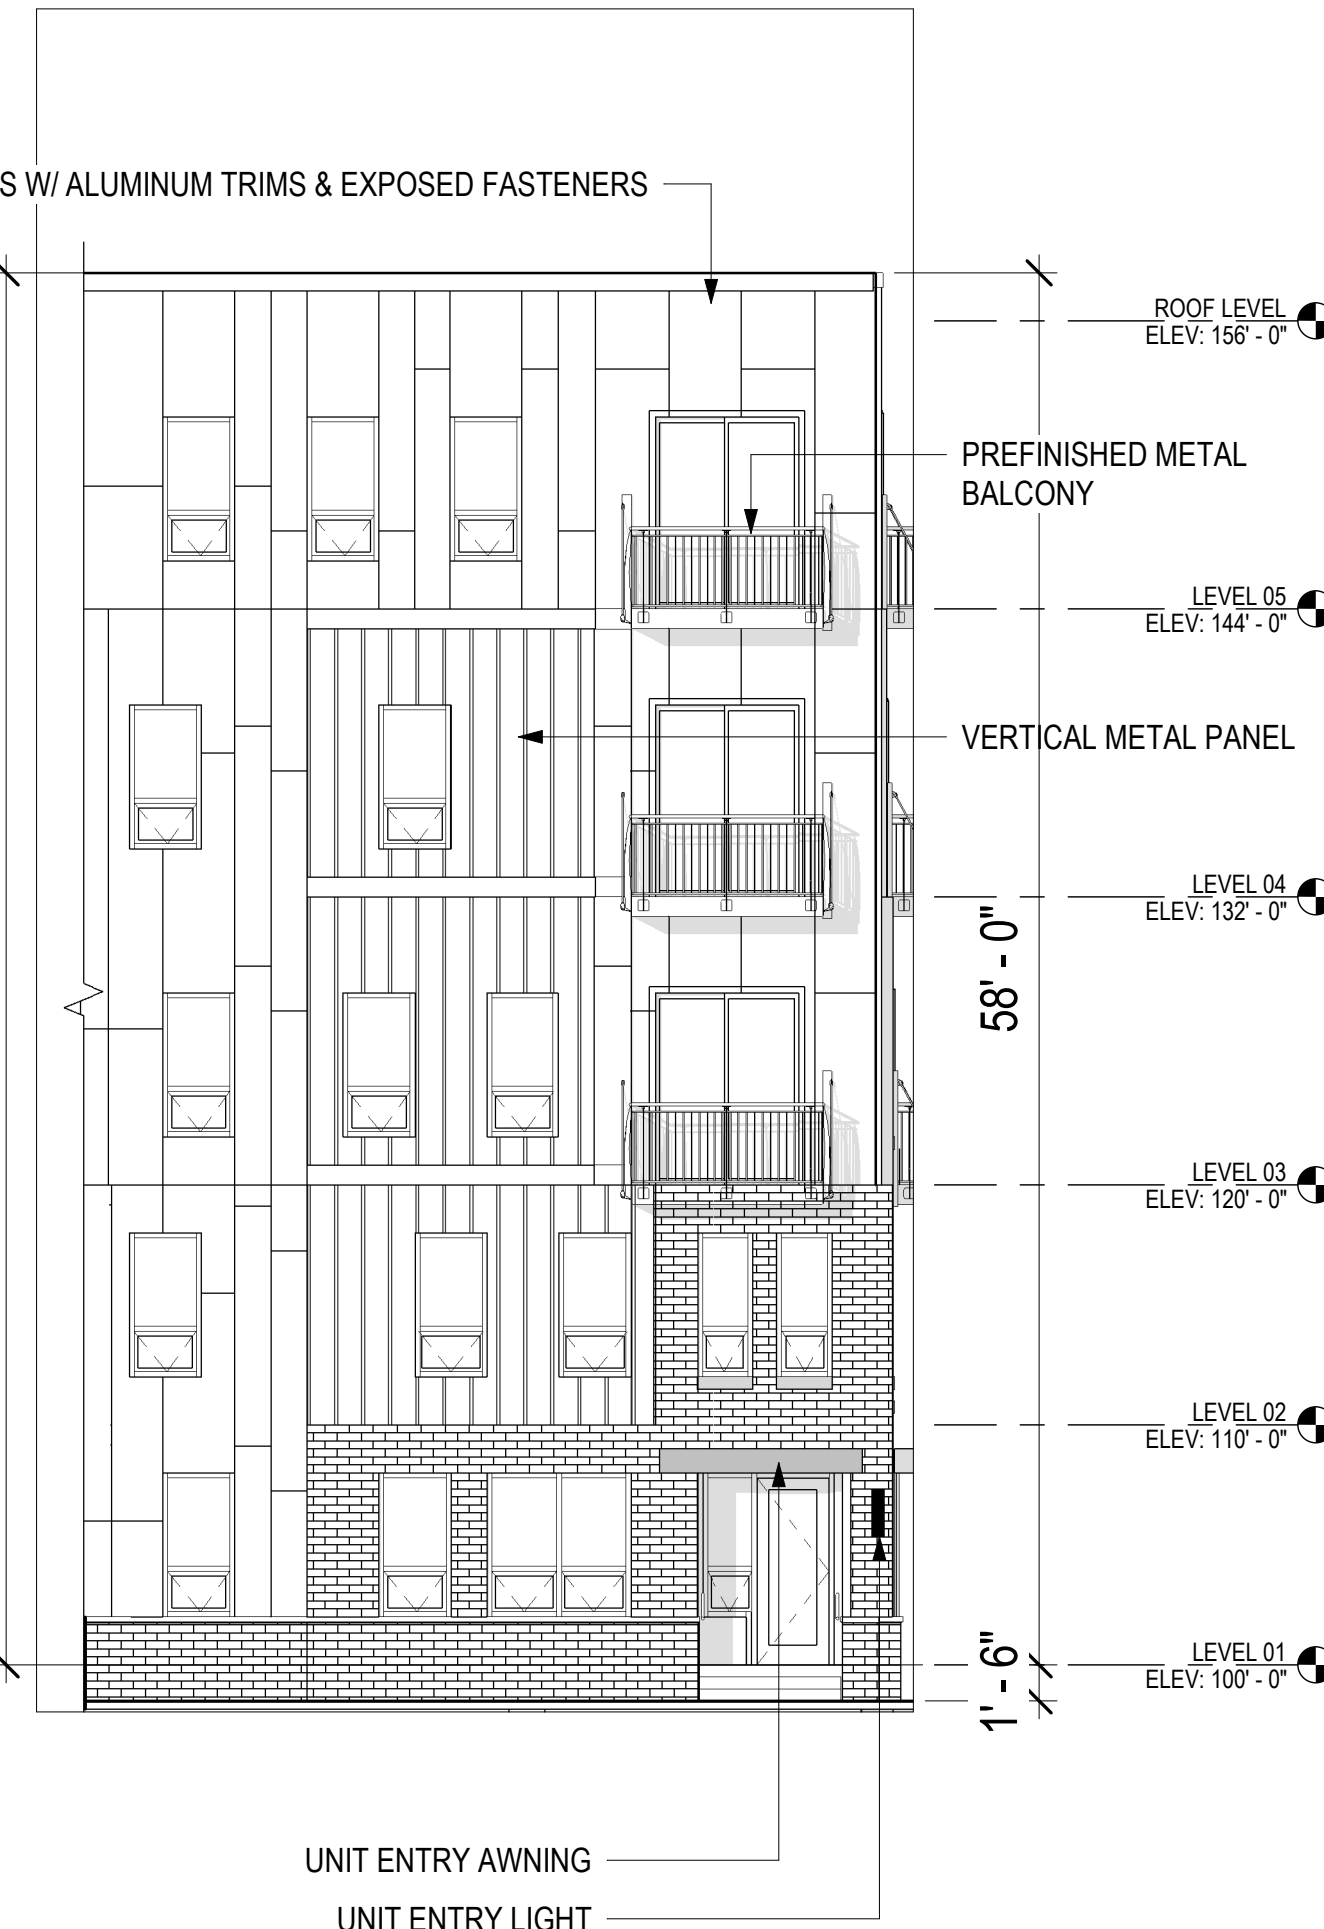 S W/ ALUMINUM TRIMS & EXPOSED FASTENERS
ROOF LEVEL
ELEV: 156' - 0"
PREFINISHED METAL
BALCONY
LEVEL 05
ELEV: 144' - 0"
VERTICAL METAL PANEL
LEVEL 04
ELEV: 132' - 0"
58' - 0"
LEVEL 03
ELEV: 120' - 0"
LEVEL 02
ELEV: 110' - 0"
LEVEL 01
ELEV: 100' - 0"
1' - 6"
UNIT ENTRY AWNING
UNIT ENTRY LIGHT